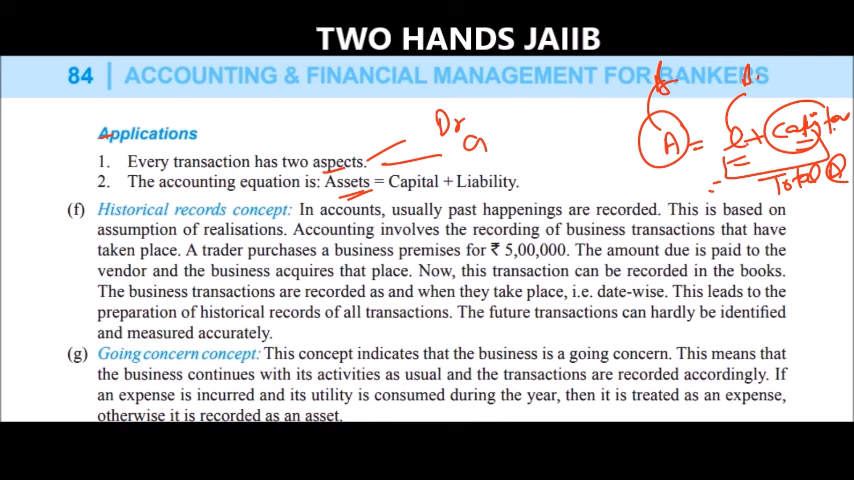 TWO HANDS JAIIB
84 | ACCOUNTING & FINANCIAL MANAGEMENT FOR BANKERS
Applications
Dr
1. Every transaction has two aspects.
A = L + Capital
Total
2. The accounting equation is: Assets = Capital + Liability.
(f) Historical records concept: In accounts, usually past happenings are recorded. This is based on
assumption of realisations. Accounting involves the recording of business transactions that have
taken place. A trader purchases a business premises for ₹ 5,00,000. The amount due is paid to the
vendor and the business acquires that place. Now, this transaction can be recorded in the books.
The business transactions are recorded as and when they take place, i.e. date-wise. This leads to the
preparation of historical records of all transactions. The future transactions can hardly be identified
and measured accurately.
(g) Going concern concept: This concept indicates that the business is a going concern. This means that
the business continues with its activities as usual and the transactions are recorded accordingly. If
an expense is incurred and its utility is consumed during the year, then it is treated as an expense,
otherwise it is recorded as an asset.